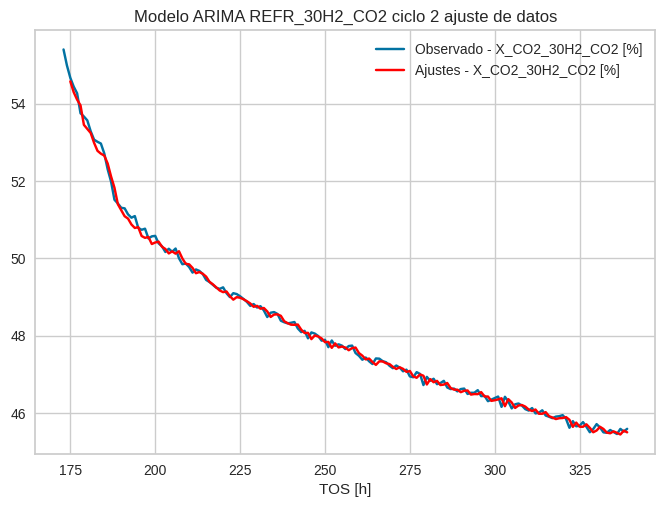 Modelo ARIMA REFR_30H2_CO2 ciclo 2 ajuste de datos
Observado - X_CO2_30H2_CO2 [%]
Ajustes - X_CO2_30H2_CO2 [%]
54
52
50
48
46
175 200 225 250 275 300 325
TOS [h]